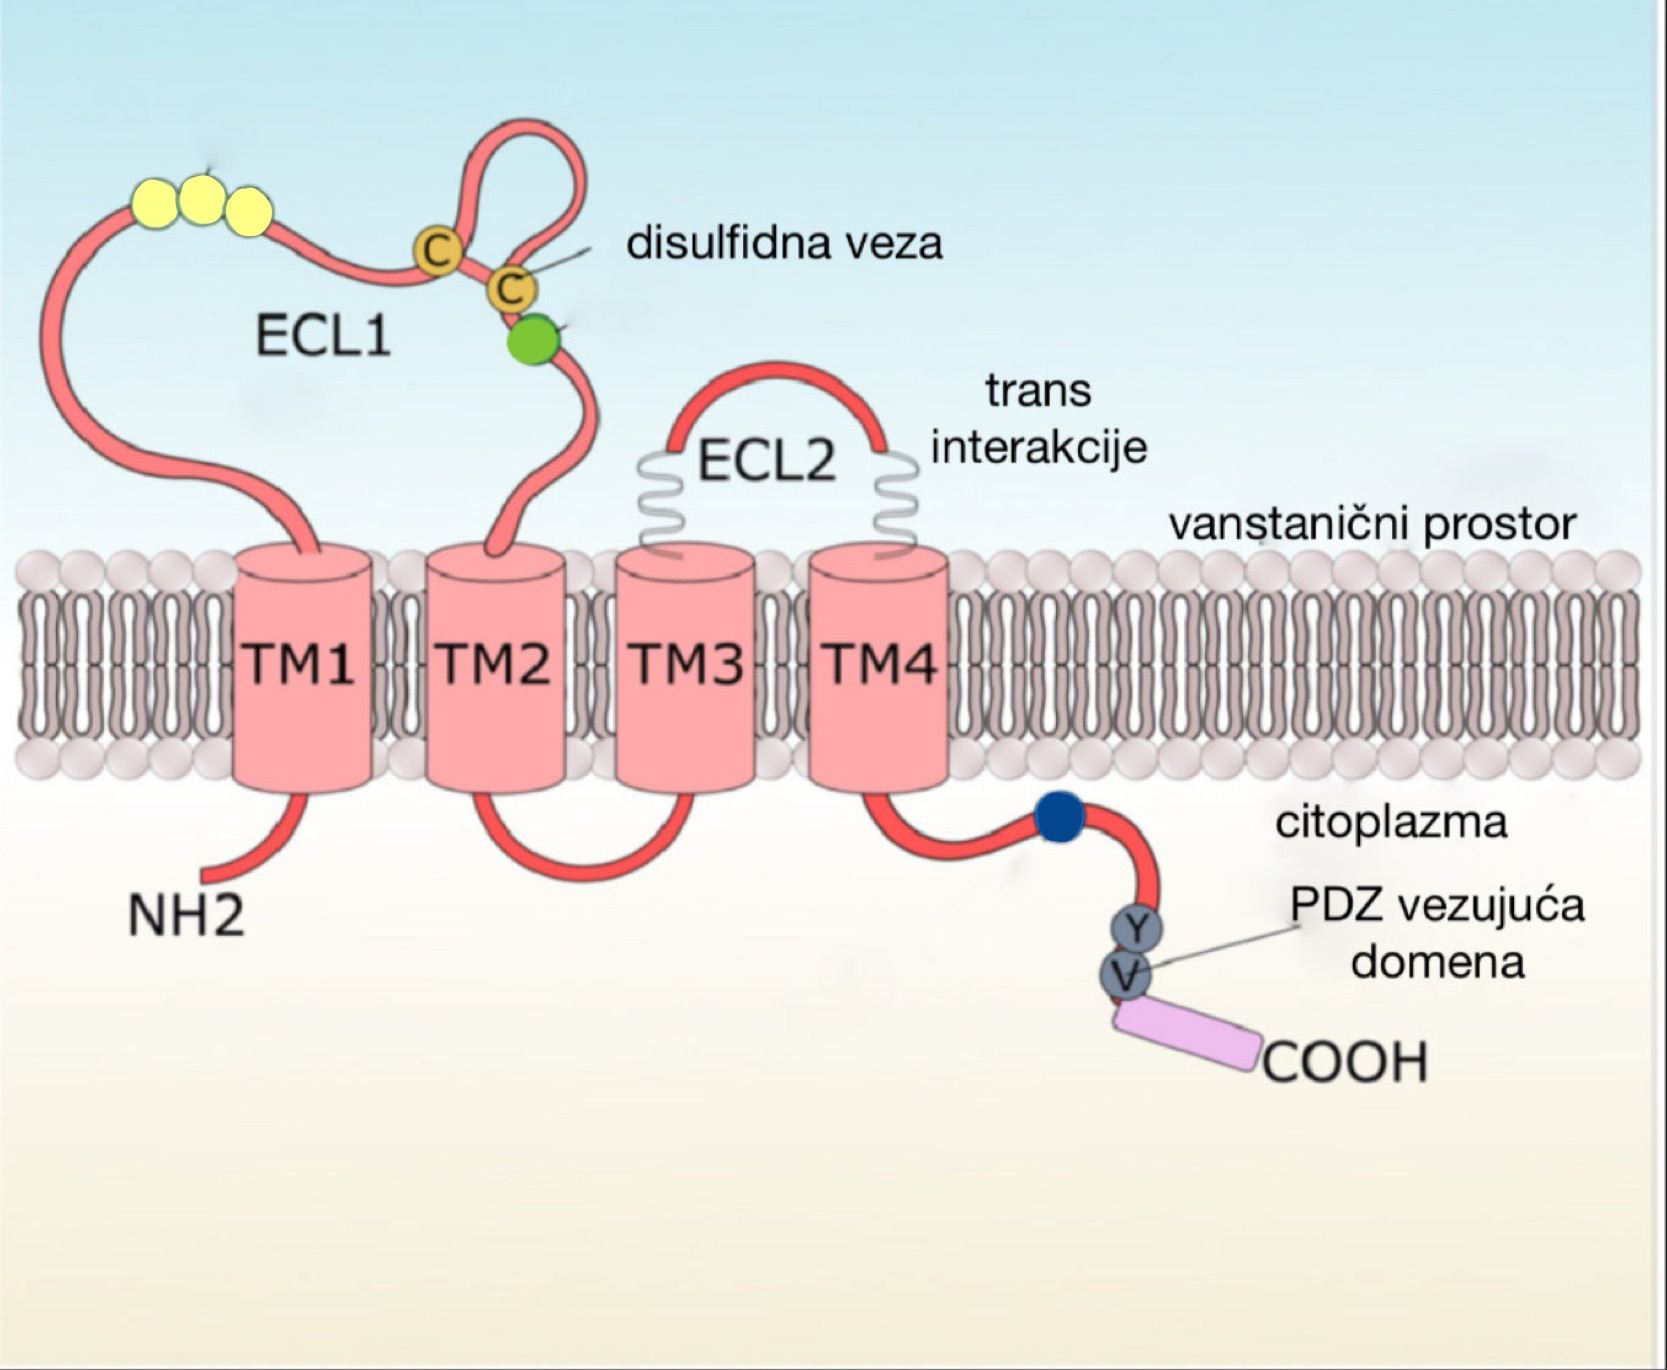 C
disulfidna veza
C
ECL1
trans
interakcije
ECL2
vanstanični prostor
TM1
TM2
TM3
TM4
citoplazma
NH2
PDZ vezujuća
domena
Y
V
COOH